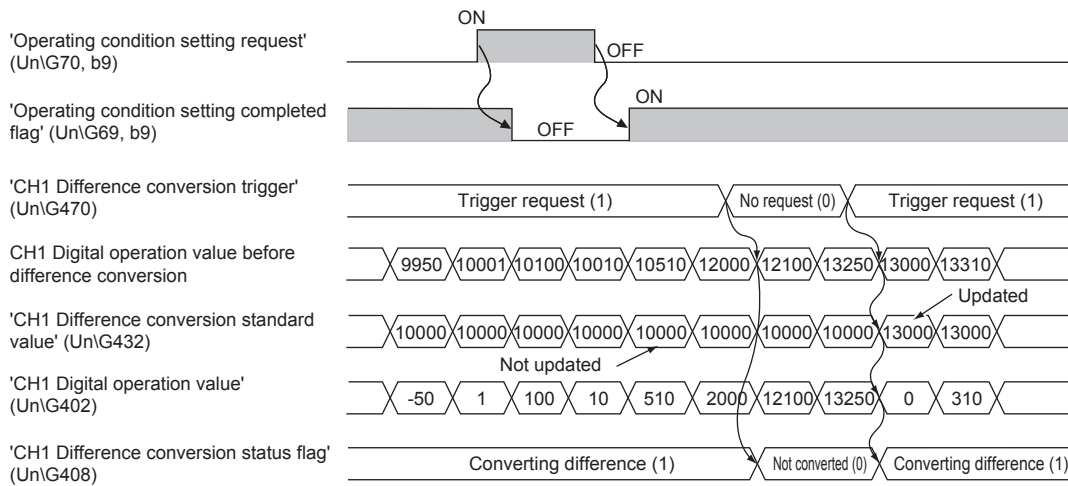 ON
'Operating condition setting request'
(Un\G70, b9)
OFF
'Operating condition setting completed
flag' (Un\G69, b9)
ON
OFF
'CH1 Difference conversion trigger'
(Un\G470)
Trigger request (1) No request (0) Trigger request (1)
CH1 Digital operation value before
difference conversion
9950 10001 10100 10010 10510 12000 12100 13250 13000 13310
Updated
'CH1 Difference conversion standard
value' (Un\G432)
10000 10000 10000 10000 10000 10000 10000 10000 13000 13000
Not updated
'CH1 Digital operation value'
(Un\G402)
-50 1 100 10 510 2000 12100 13250 0 310
'CH1 Difference conversion status flag'
(Un\G408)
Converting difference (1) Not converted (0) Converting difference (1)